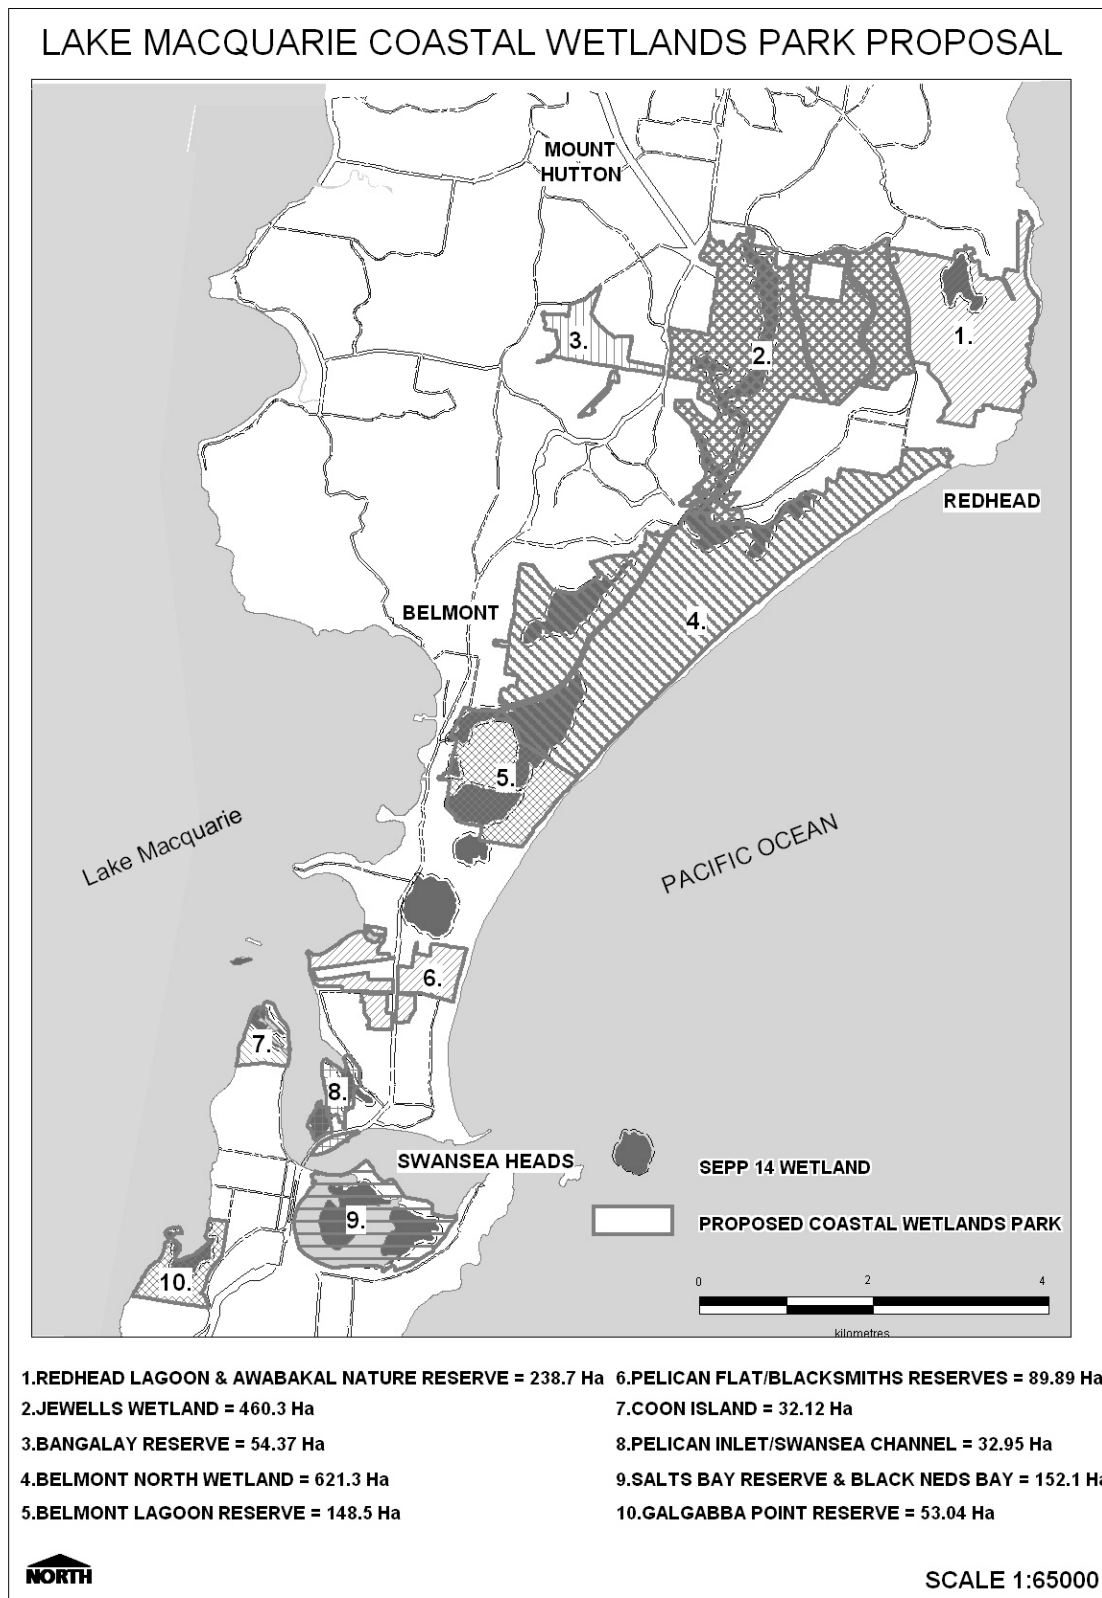 LAKE MACQUARIE COASTAL WETLANDS PARK PROPOSAL
MOUNT
HUTTON
1.
2.
3.
REDHEAD
BELMONT
4.
5.
Lake Macquarie
PACIFIC OCEAN
6.
7.
8.
SWANSEA HEADS
SEPP 14 WETLAND
9.
PROPOSED COASTAL WETLANDS PARK
10.
0 2 4
kilometres
1.REDHEAD LAGOON & AWABAKAL NATURE RESERVE = 238.7 Ha
2.JEWELLS WETLAND = 460.3 Ha
3.BANGALAY RESERVE = 54.37 Ha
4.BELMONT NORTH WETLAND = 621.3 Ha
5.BELMONT LAGOON RESERVE = 148.5 Ha
6.PELICAN FLAT/BLACKSMITHS RESERVES = 89.89 Ha
7.COON ISLAND = 32.12 Ha
8.PELICAN INLET/SWANSEA CHANNEL = 32.95 Ha
9.SALTS BAY RESERVE & BLACK NEDS BAY = 152.1 Ha
10.GALGABBA POINT RESERVE = 53.04 Ha
NORTH
SCALE 1:65000